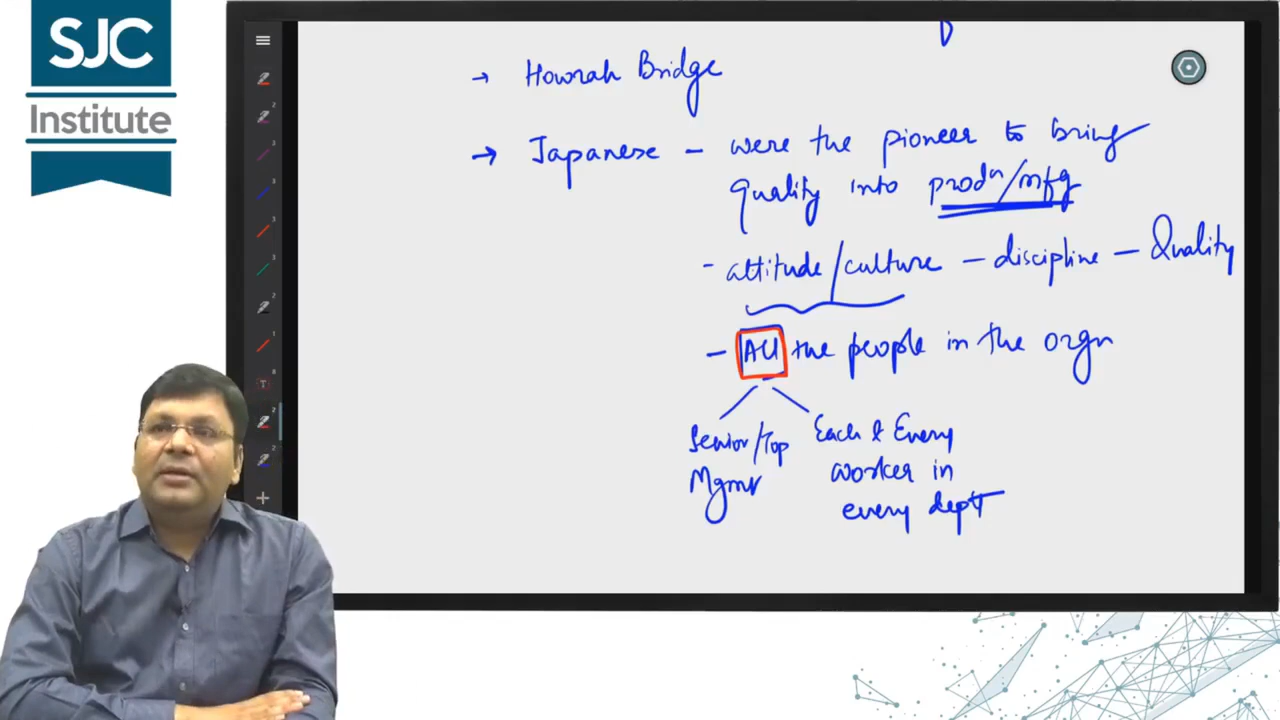 SJC
Institute
→ Howrah Bridge
→ Japanese – were the pioneer to bring
quality into prodn/mfg
- attitude/culture – discipline – Quality
– All the people in the orgn
Senior/Top
Mgmt
Each & Every
worker in
every dept